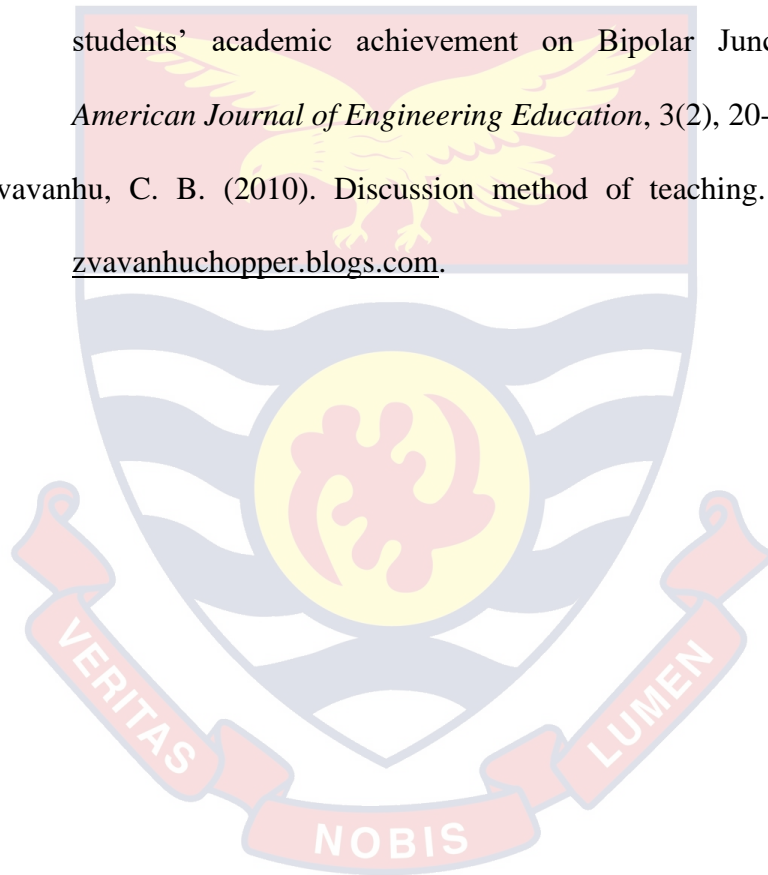 students’ academic achievement on Bipolar Junc
American Journal of Engineering Education, 3(2), 20-
vavanhu, C. B. (2010). Discussion method of teaching.
zvavanhuchopper.blogs.com.
VERITAS
NOBIS
LUMEN